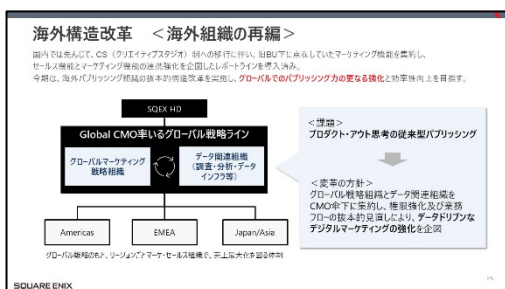 海外構造改革 ＜海外組織の再編＞
国内では先んじて、CS（クリエイティブスタジオ）制への移行に伴い、旧BU下に点在していたマーケティング機能を集約し、
セールス機能とマーケティング機能の連携強化を企図したレポートラインを導入済み。
今期は、海外パブリッシング組織の抜本的構造改革を実施し、グローバルでのパブリッシング力の更なる強化と効率性向上を目指す。
SQEX HD
Global CMO率いるグローバル戦略ライン
グローバルマーケティング
戦略組織
データ関連組織
（調査・分析・データ
インフラ等）
Americas
EMEA
Japan/Asia
グローバル戦略のもと、リージョンごとマーケ・セールス組織で、売上最大化を図る体制
＜課題＞
プロダクト・アウト思考の従来型パブリッシング
＜変革の方針＞
グローバル戦略組織とデータ関連組織を
CMO傘下に集約し、権限強化及び業務
フローの抜本的見直しにより、データドリブンな
デジタルマーケティングの強化を企図
SQUARE ENIX